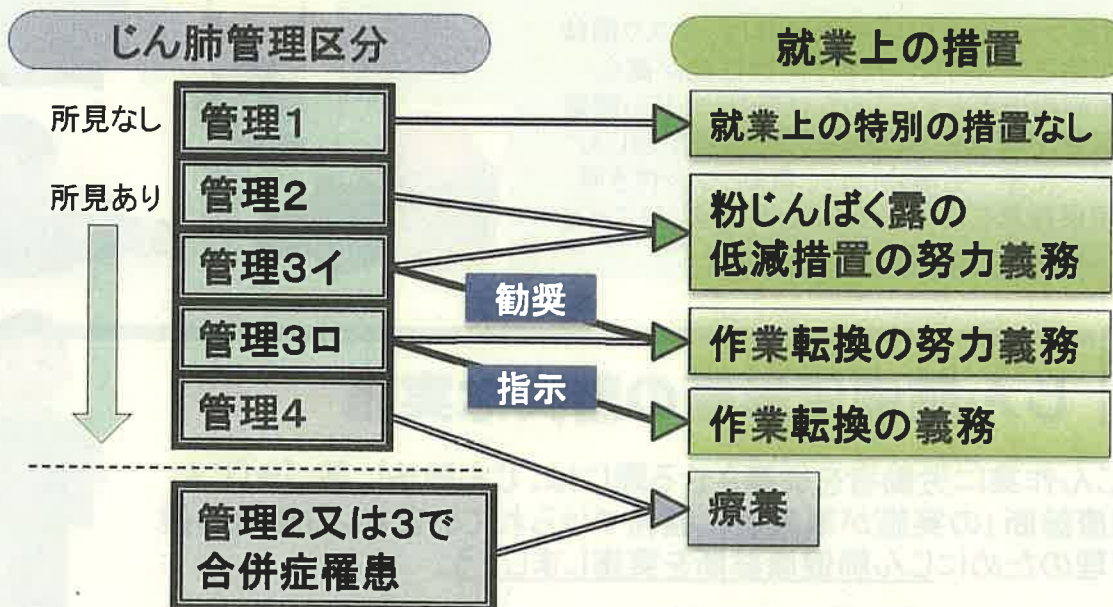 じん肺管理区分
就業上の措置
所見なし
管理1
就業上の特別の措置なし
所見あり
管理2
粉じんばく露の
低減措置の努力義務
管理3イ
勧奨
管理3ロ
作業転換の努力義務
指示
管理4
作業転換の義務
管理2又は3で
合併症罹患
療養